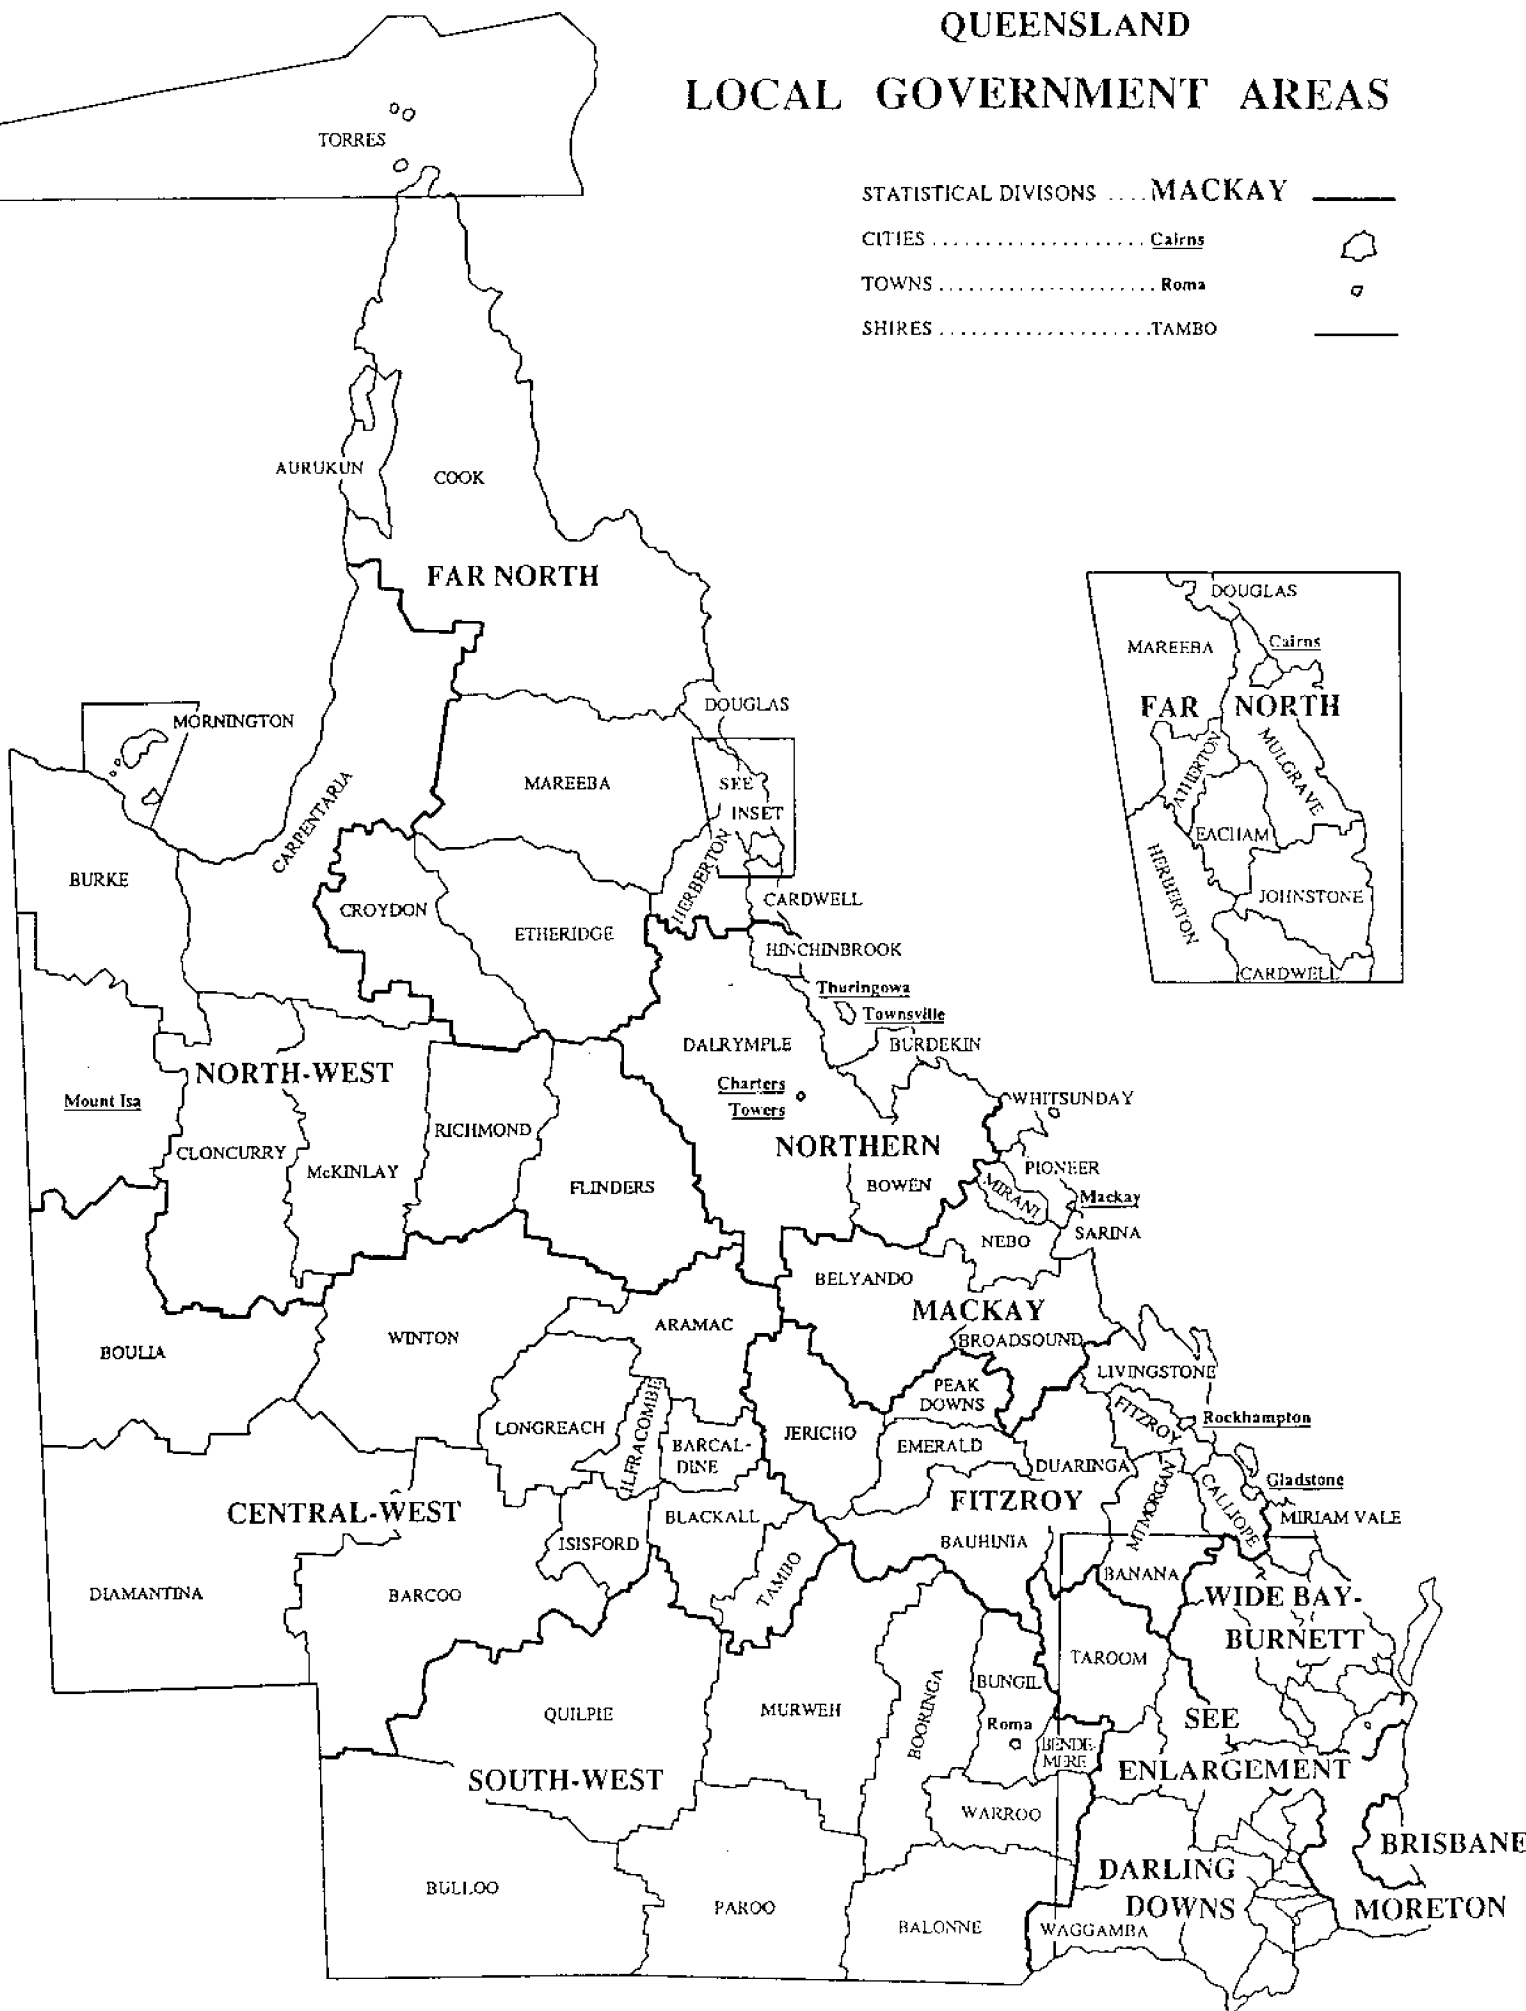 QUEENSLAND
LOCAL GOVERNMENT AREAS
STATISTICAL DIVISONS .... MACKAY
CITIES .................... Cairns
TOWNS ..................... Roma
SHIRES .................... TAMBO
TORRES
AURUKUN
COOK
FAR NORTH
DOUGLAS
MAREEBA
Cairns
FAR NORTH
ATHERTON
MULGRAVE
EACHAM
HERBERTON
JOHNSTONE
CARDWELL
MORNINGTON
DOUGLAS
CARPENTARIA
MAREEBA
SEE
INSET
BURKE
HERBERTON
CARDWELL
CROYDON
ETHERIDGE
HINCHINBROOK
Thuringowa
Townsville
DALRYMPLE
BURDEKIN
NORTH-WEST
Mount Isa
Charters
Towers
WHITSUNDAY
RICHMOND
CLONCURRY
McKINLAY
NORTHERN
FLINDERS
BOWEN
PIONEER
MIRANI
Mackay
SARINA
NEBO
BELYANDO
MACKAY
BROADSOUND
WINTON
ARAMAC
BOULIA
LIVINGSTONE
PEAK
DOWNS
FITZROY
Rockhampton
LONGREACH
ILFRACOMBE
BARCAL-
DINE
JERICHO
EMERALD
DUARINGA
MT MORGAN
CALLIOPE
Gladstone
CENTRAL-WEST
FITZROY
BLACKALL
MIRIAM VALE
ISISFORD
BAUHINIA
TAMBO
BANANA
DIAMANTINA
BARCOO
WIDE BAY-
BURNETT
TAROOM
BUNGIL
BOORINGA
QUILPIE
MURWEH
Roma
BENDE-
MERE
SEE
ENLARGEMENT
SOUTH-WEST
WARROO
BRISBANE
DARLING
DOWNS
MORETON
BULLOO
PAROO
BALONNE
WAGGAMBA